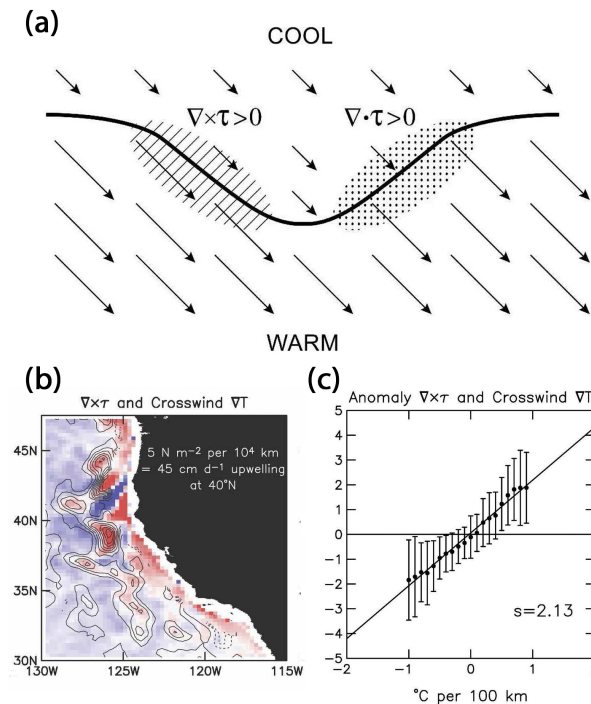 (a)
COOL
∇×τ>0
∇•τ>0
WARM
(b)
∇×τ and Crosswind ∇T
5 N m⁻² per 10⁴ km
= 45 cm d⁻¹ upwelling
at 40°N
45N
40N
35N
30N
130W
125W
120W
115W
(c)
Anomaly ∇×τ and Crosswind ∇T
5
4
3
2
1
0
−1
−2
−3
−4
−5
s=2.13
−2
−1
0
1
°C per 100 km